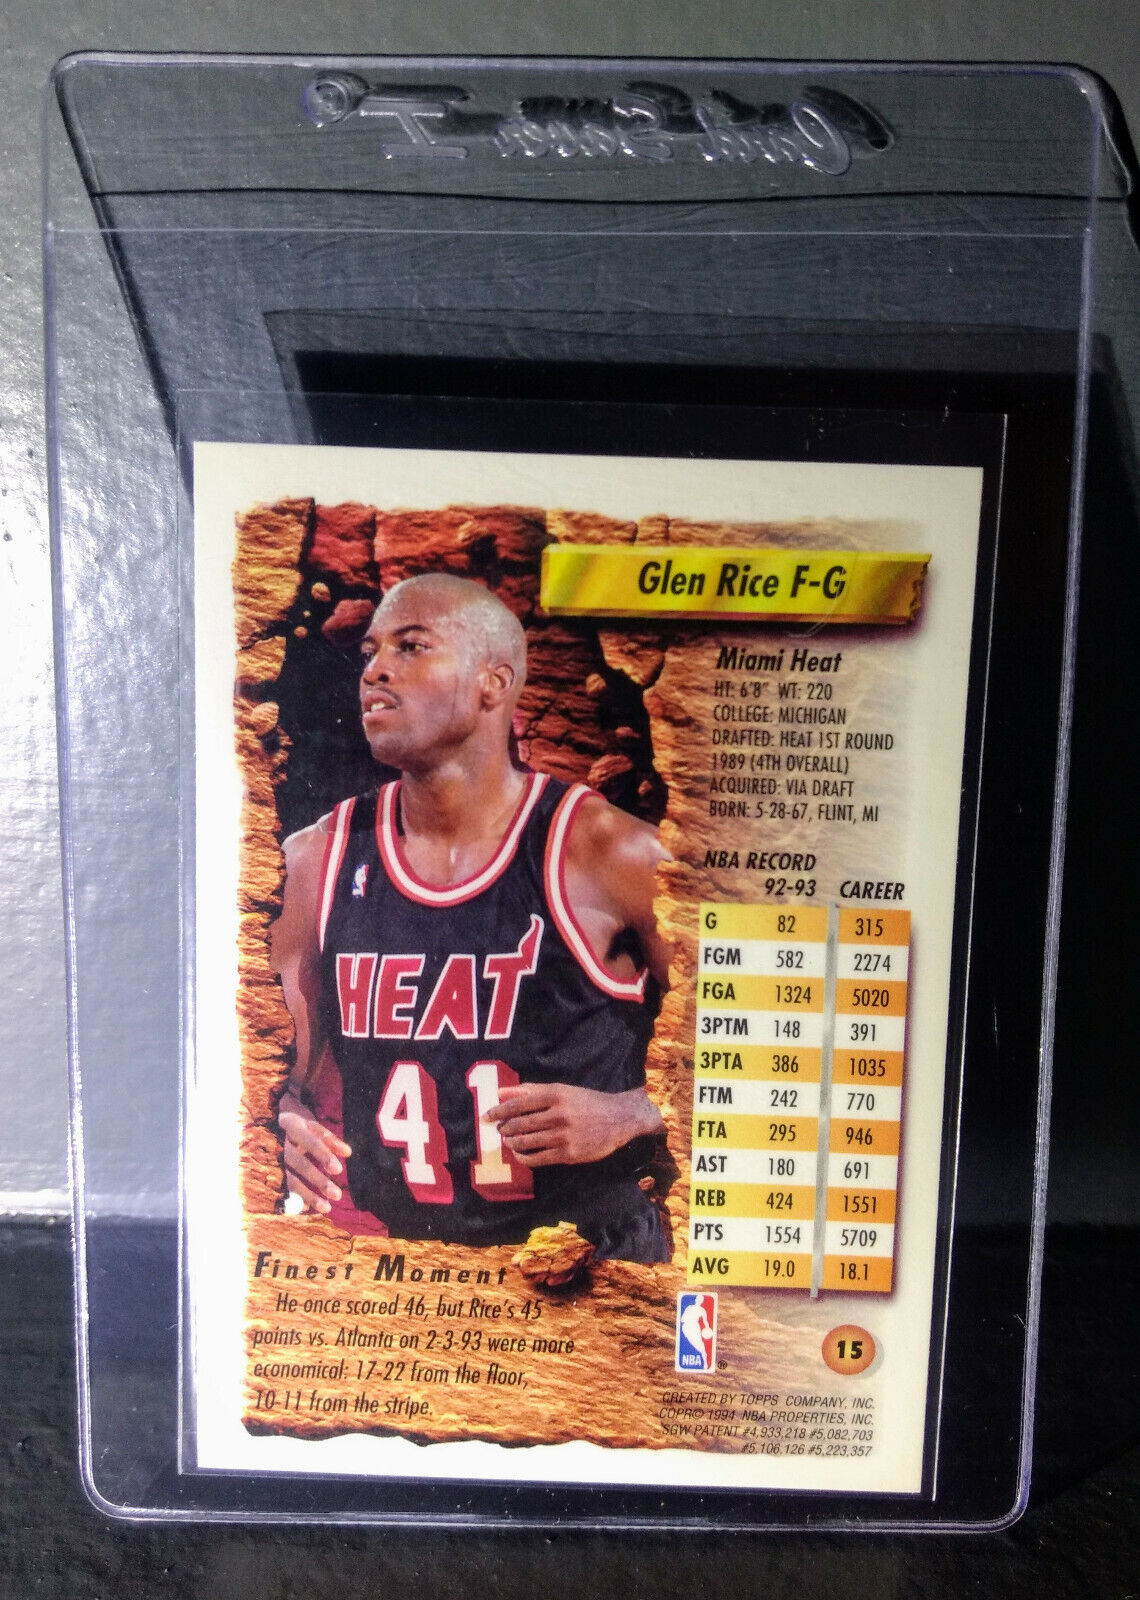 Card Saver I®
Glen Rice F-G
Miami Heat
HT: 6'8" WT: 220
COLLEGE: MICHIGAN
DRAFTED: HEAT 1ST ROUND
1989 (4TH OVERALL)
ACQUIRED: VIA DRAFT
BORN: 5-28-67, FLINT, MI
NBA RECORD
92-93 CAREER
G 82 315
FGM 582 2274
FGA 1324 5020
3PTM 148 391
3PTA 386 1035
FTM 242 770
FTA 295 946
AST 180 691
REB 424 1551
PTS 1554 5709
AVG 19.0 18.1
HEAT
41
Finest Moment
He once scored 46, but Rice's 45
points vs. Atlanta on 2-3-93 were more
economical: 17-22 from the floor,
10-11 from the stripe.
NBA ®
15
CREATED BY TOPPS COMPANY, INC.
COPR© 1994 NBA PROPERTIES, INC.
SGW PATENT #4,933,218 #5,082,703
#5,106,126 #5,223,357